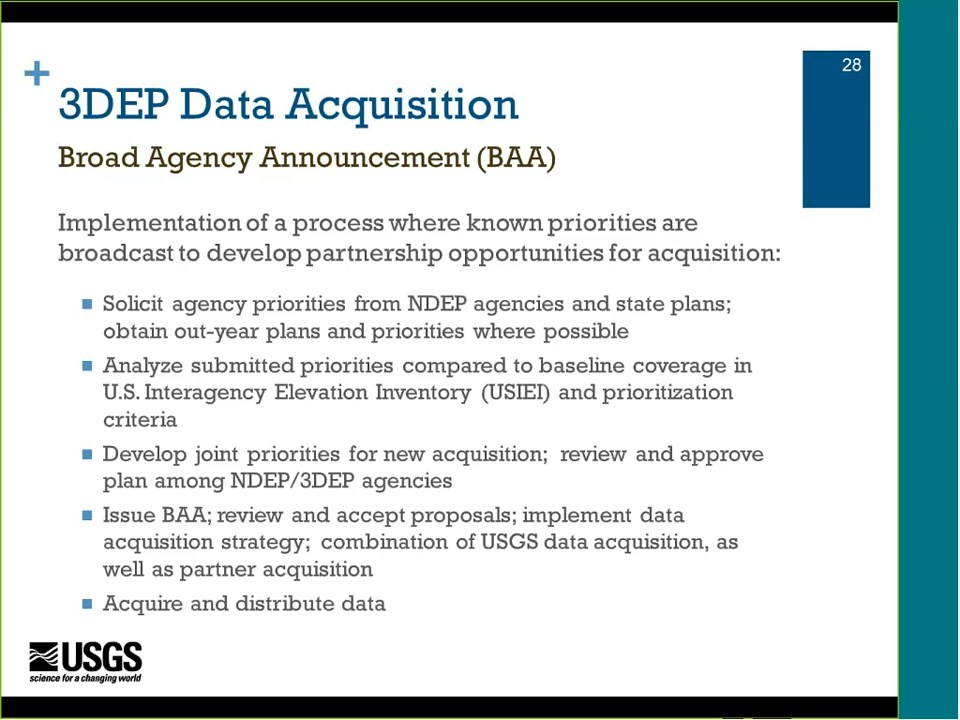 28
+
3DEP Data Acquisition
Broad Agency Announcement (BAA)
Implementation of a process where known priorities are
broadcast to develop partnership opportunities for acquisition:
Solicit agency priorities from NDEP agencies and state plans;
obtain out-year plans and priorities where possible
Analyze submitted priorities compared to baseline coverage in
U.S. Interagency Elevation Inventory (USIEI) and prioritization
criteria
Develop joint priorities for new acquisition; review and approve
plan among NDEP/3DEP agencies
Issue BAA; review and accept proposals; implement data
acquisition strategy; combination of USGS data acquisition, as
well as partner acquisition
Acquire and distribute data
USGS
science for a changing world